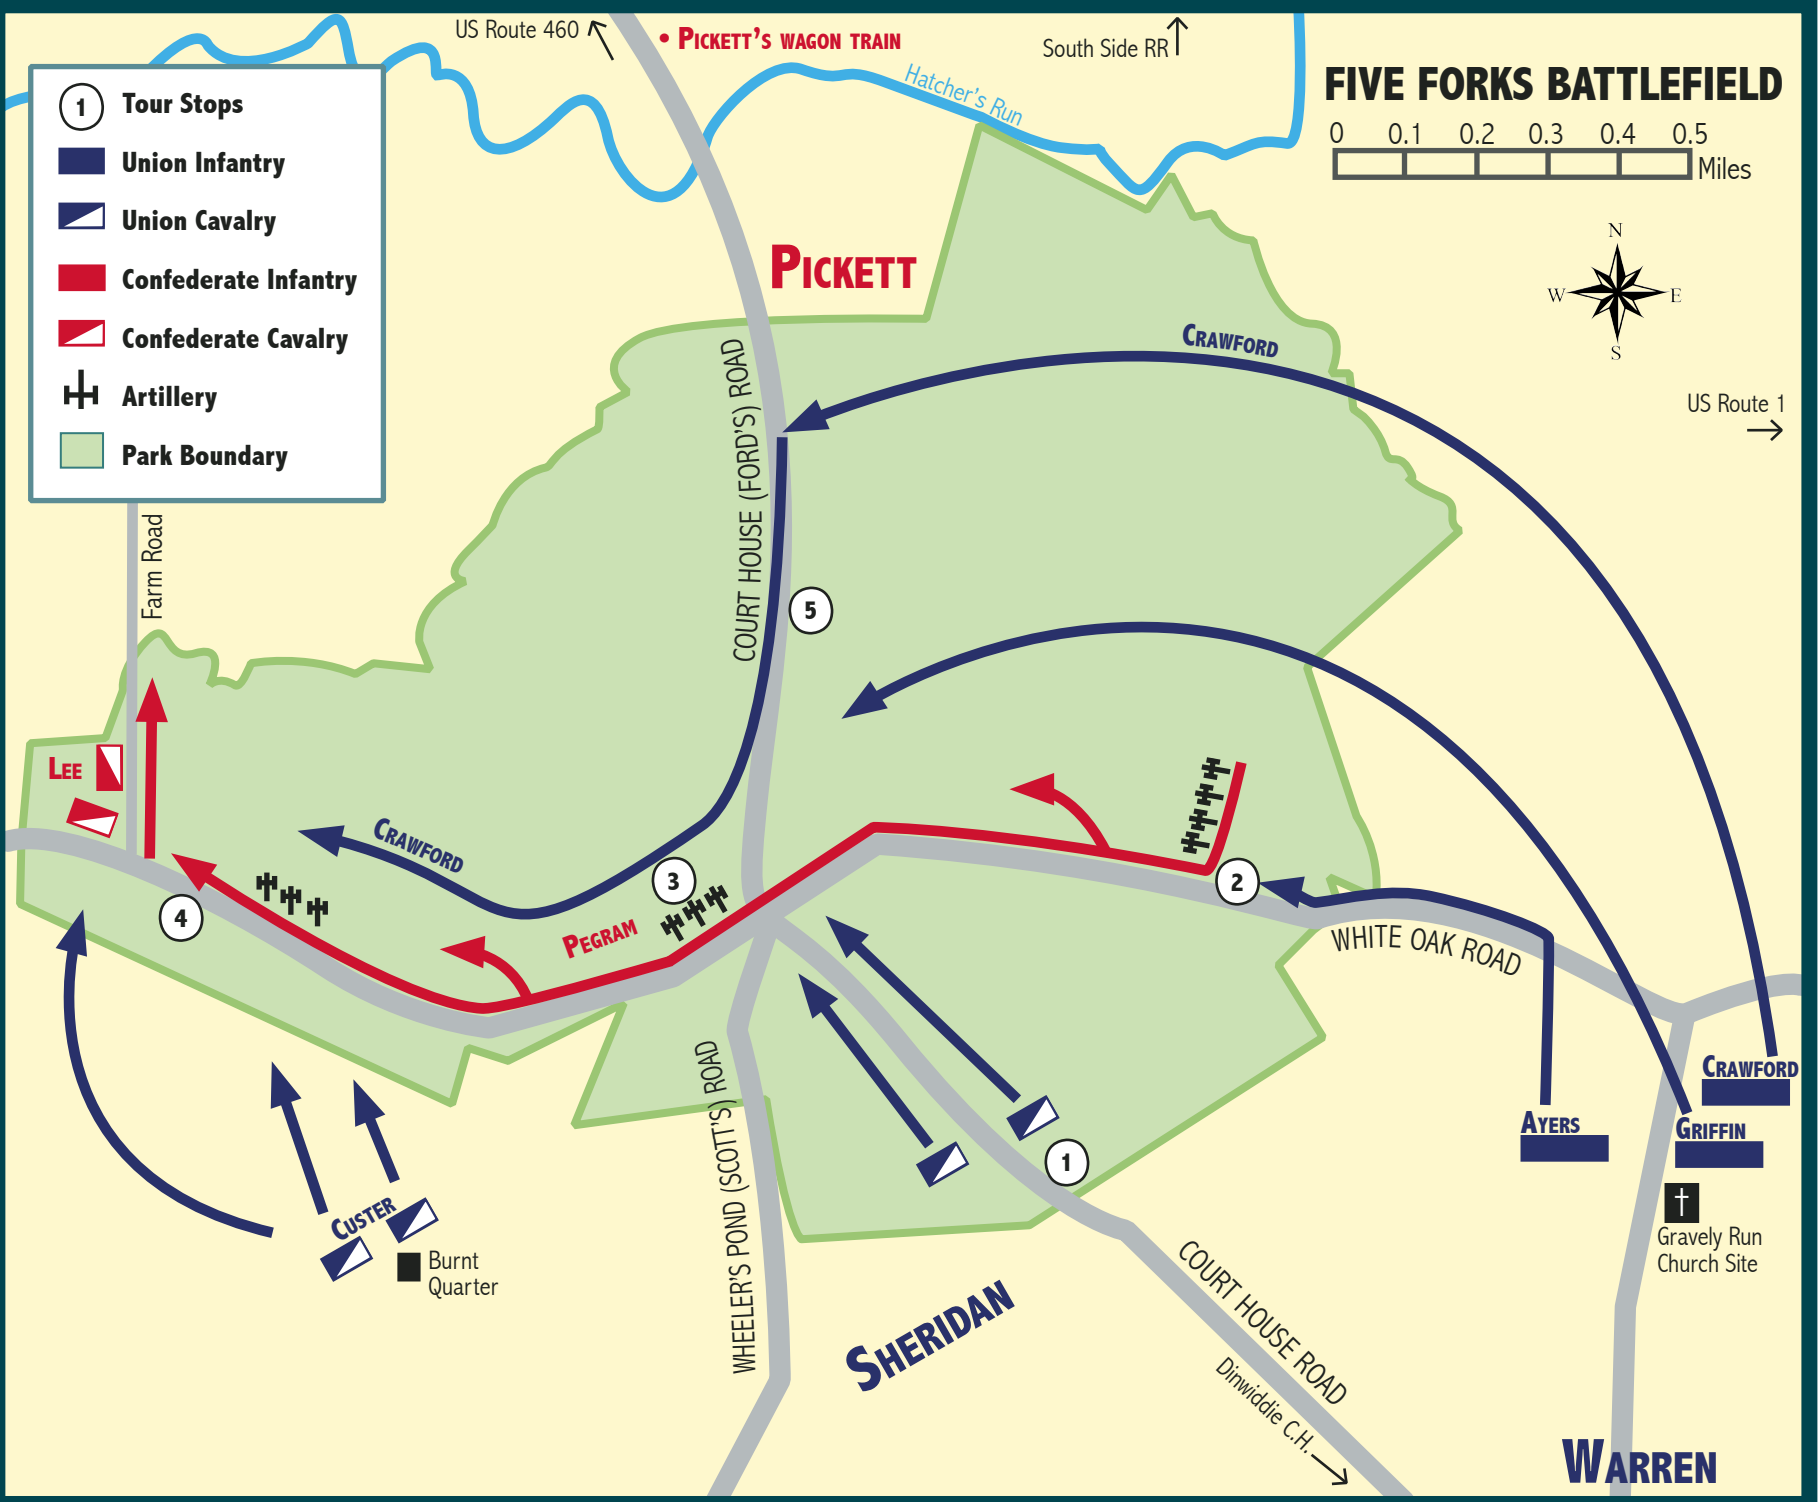 US Route 460
• PICKETT'S WAGON TRAIN
South Side RR
Hatcher's Run
FIVE FORKS BATTLEFIELD
0 0.1 0.2 0.3 0.4 0.5
Miles
1 Tour Stops
Union Infantry
Union Cavalry
Confederate Infantry
Confederate Cavalry
Artillery
Park Boundary
N
W E
S
PICKETT
CRAWFORD
US Route 1
COURT HOUSE (FORD'S) ROAD
Farm Road
5
LEE
CRAWFORD
3
2
4
PEGRAM
WHITE OAK ROAD
WHEELER'S POND (SCOTT'S) ROAD
CRAWFORD
AYERS
GRIFFIN
1
CUSTER
Burnt
Quarter
Gravely Run
Church Site
SHERIDAN
COURT HOUSE ROAD
Dinwiddie C.H.
WARREN